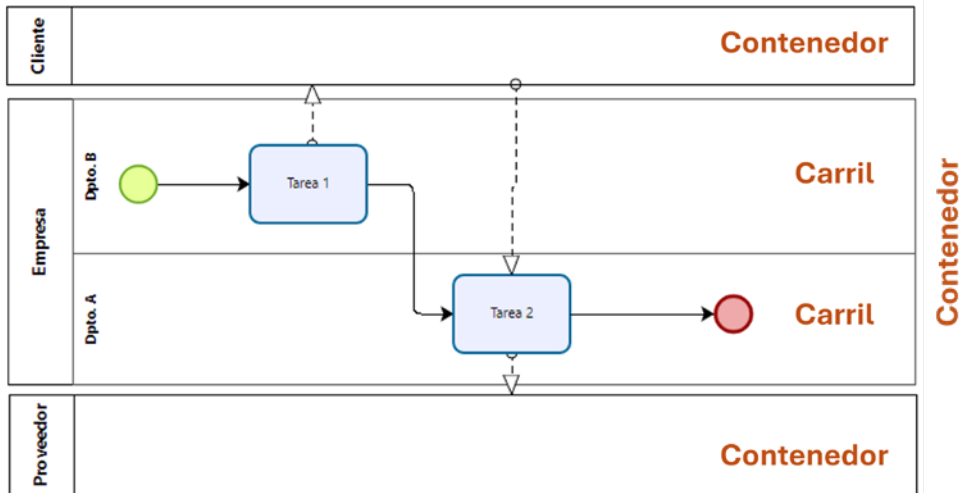 Cliente
Contenedor
Empresa
Dpto. B
Tarea 1
Carril
Contenedor
Dpto. A
Tarea 2
Carril
Proveedor
Contenedor